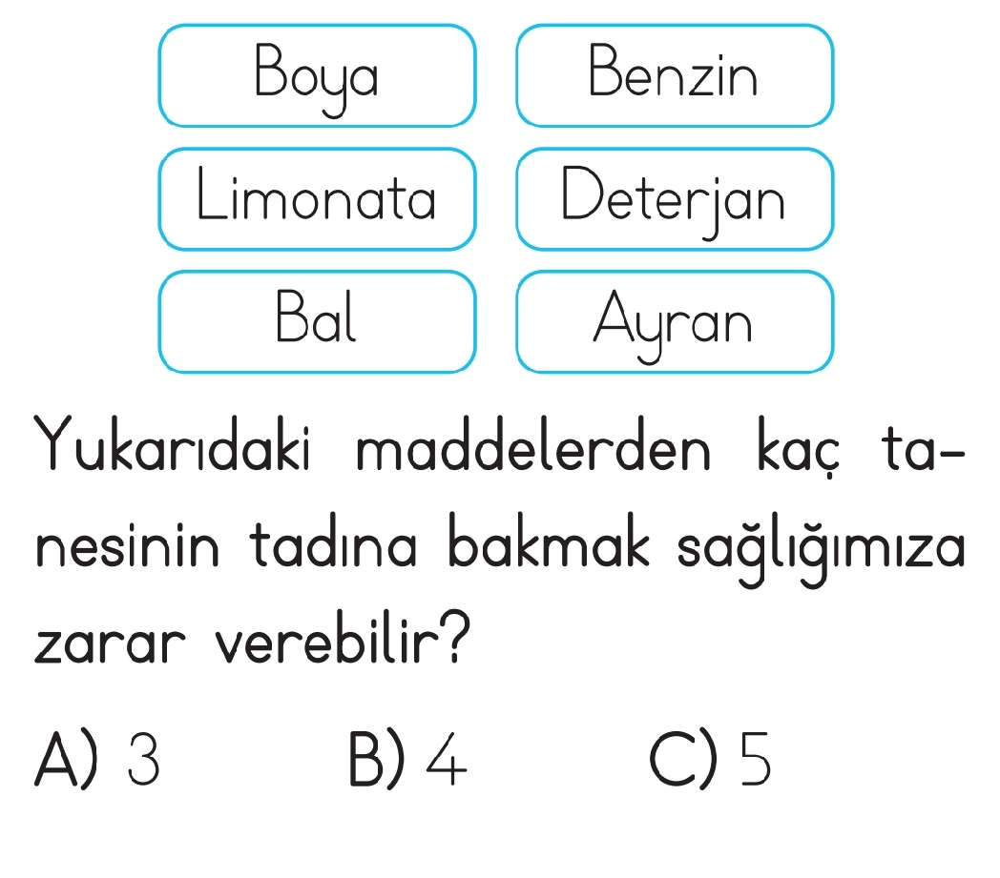 Boya Benzin
Limonata Deterjan
Bal Ayran
Yukarıdaki maddelerden kaç ta-
nesinin tadına bakmak sağlığımıza
zarar verebilir?
A) 3 B) 4 C) 5